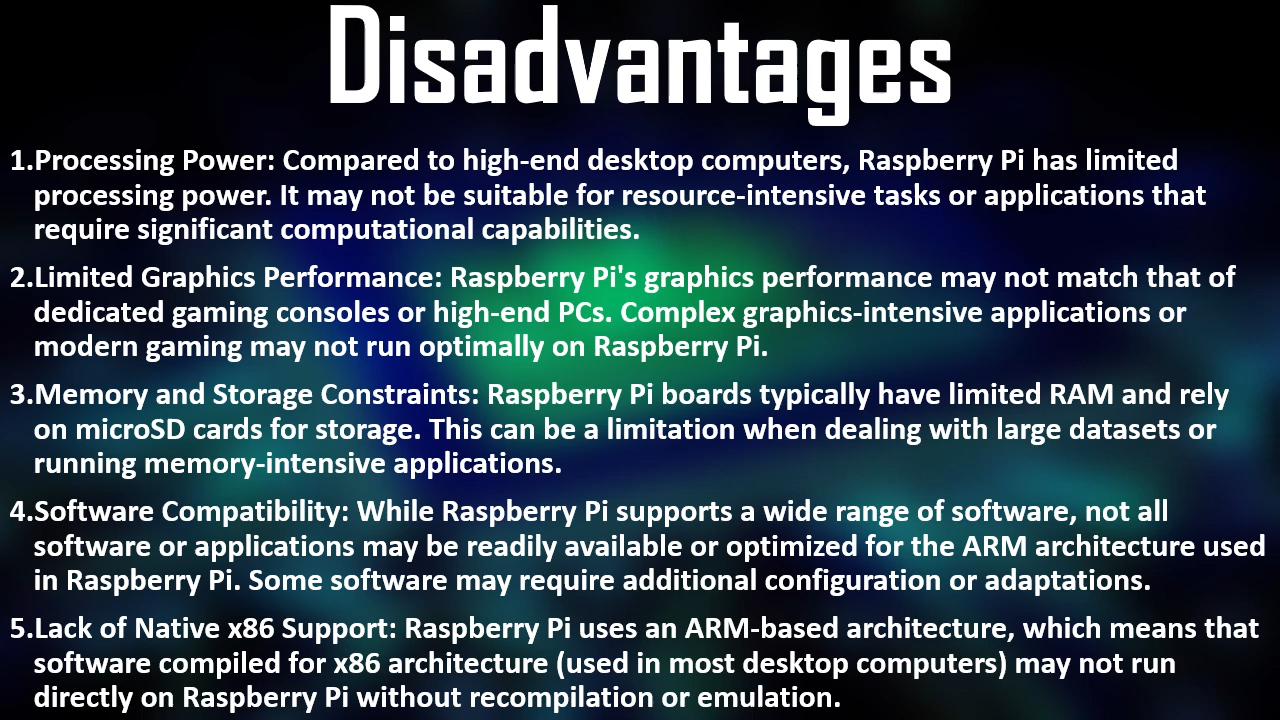 Disadvantages
1.Processing Power: Compared to high-end desktop computers, Raspberry Pi has limited
processing power. It may not be suitable for resource-intensive tasks or applications that
require significant computational capabilities.
2.Limited Graphics Performance: Raspberry Pi's graphics performance may not match that of
dedicated gaming consoles or high-end PCs. Complex graphics-intensive applications or
modern gaming may not run optimally on Raspberry Pi.
3.Memory and Storage Constraints: Raspberry Pi boards typically have limited RAM and rely
on microSD cards for storage. This can be a limitation when dealing with large datasets or
running memory-intensive applications.
4.Software Compatibility: While Raspberry Pi supports a wide range of software, not all
software or applications may be readily available or optimized for the ARM architecture used
in Raspberry Pi. Some software may require additional configuration or adaptations.
5.Lack of Native x86 Support: Raspberry Pi uses an ARM-based architecture, which means that
software compiled for x86 architecture (used in most desktop computers) may not run
directly on Raspberry Pi without recompilation or emulation.